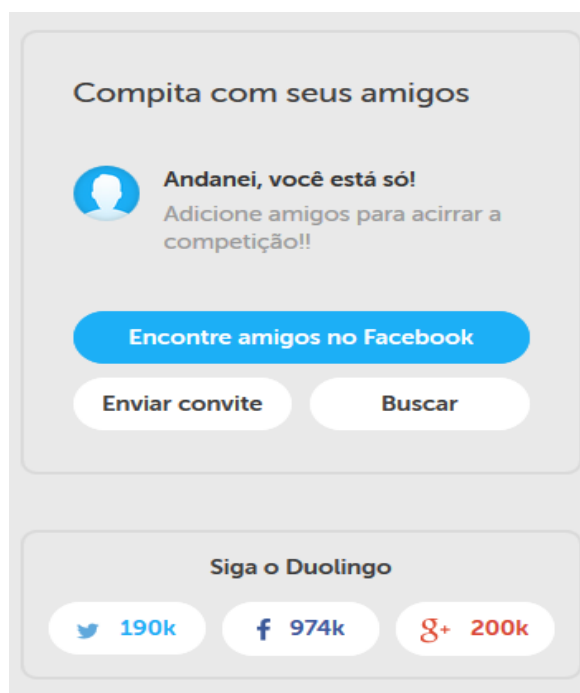 Compita com seus amigos
Andanei, você está só!
Adicione amigos para acirrar a
competição!!
Encontre amigos no Facebook
Enviar convite
Buscar
Siga o Duolingo
190k
f 974k
g+ 200k